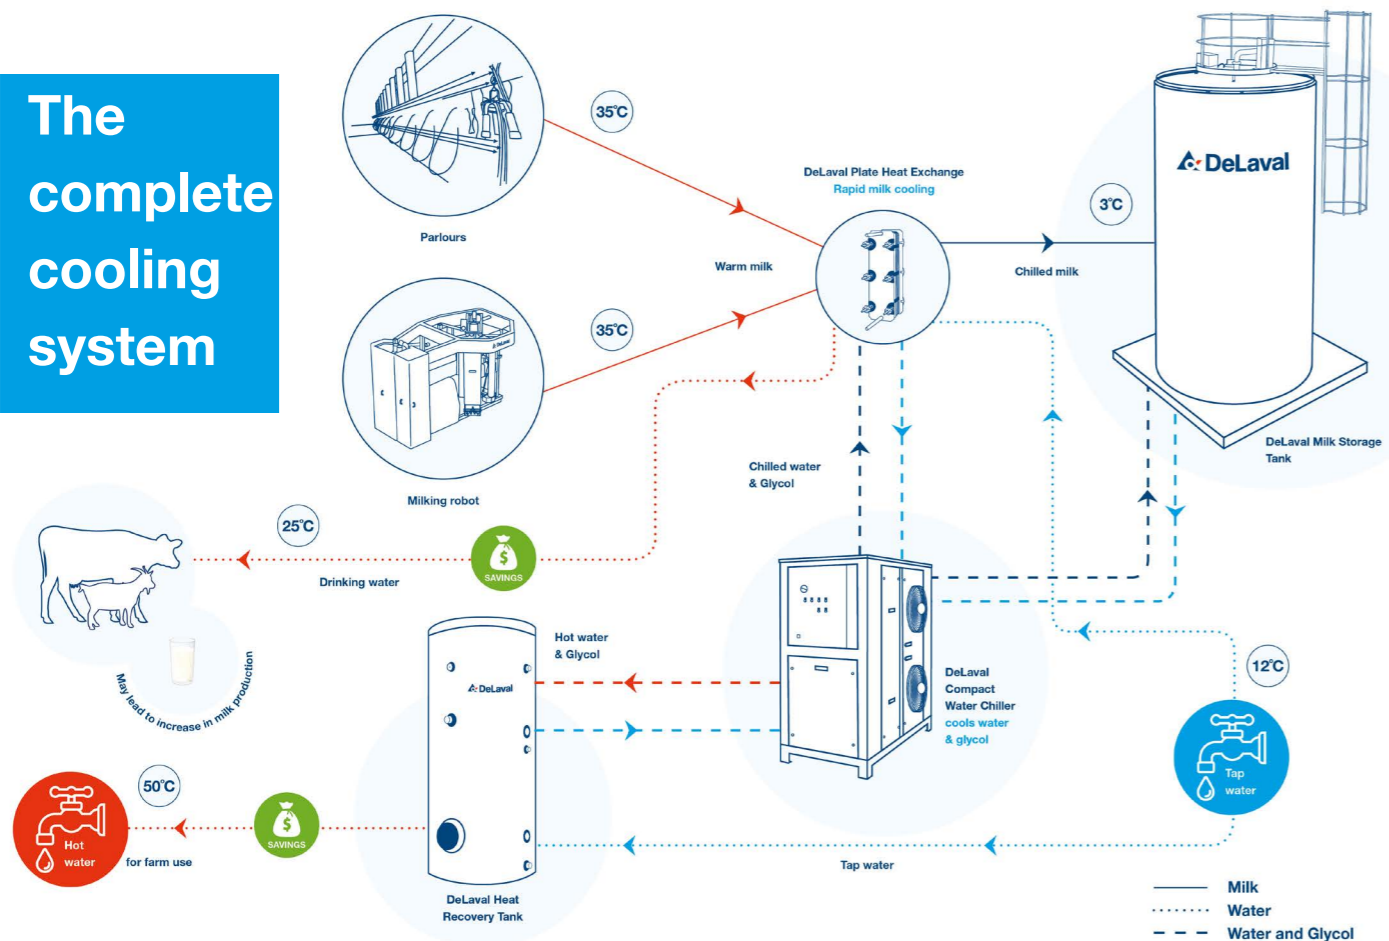 The
complete
cooling
system
35°C
Parlours
DeLaval Plate Heat Exchange
Rapid milk cooling
3°C
DeLaval
Warm milk
Chilled milk
35°C
DeLaval
Milking robot
DeLaval Milk Storage
Tank
Chilled water
& Glycol
25°C
SAVINGS
Drinking water
May lead to increase in milk production
Hot water
& Glycol
DeLaval
DeLaval
Compact
Water Chiller
cools water
& glycol
12°C
Tap
water
50°C
Hot
water
for farm use
SAVINGS
Tap water
DeLaval Heat
Recovery Tank
Milk
Water
Water and Glycol